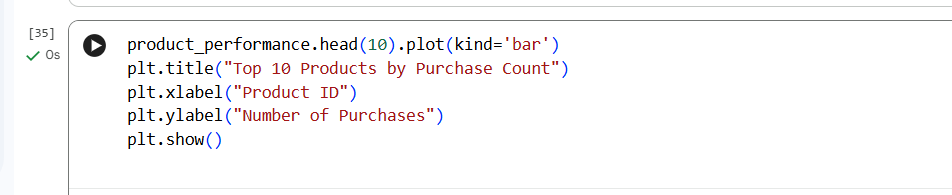 [35]
0s
product_performance.head(10).plot(kind='bar')
plt.title("Top 10 Products by Purchase Count")
plt.xlabel("Product ID")
plt.ylabel("Number of Purchases")
plt.show()